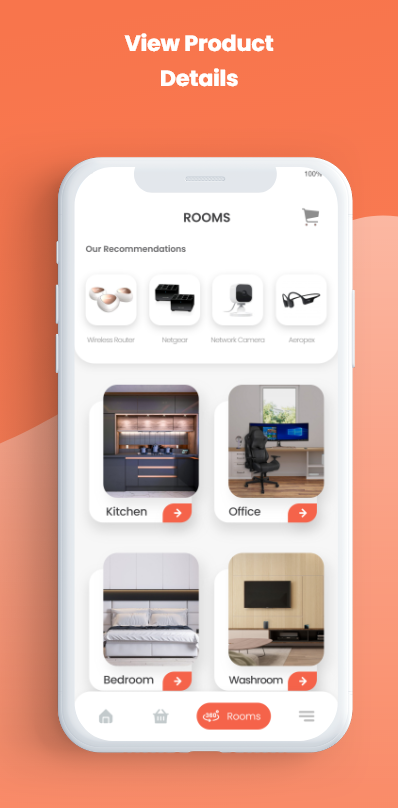 View Product
Details
100%
ROOMS
Our Recommendations
Wireless Router
Netgear
Network Camera
Aeropex
Kitchen
Office
Bedroom
Washroom
360°
Rooms